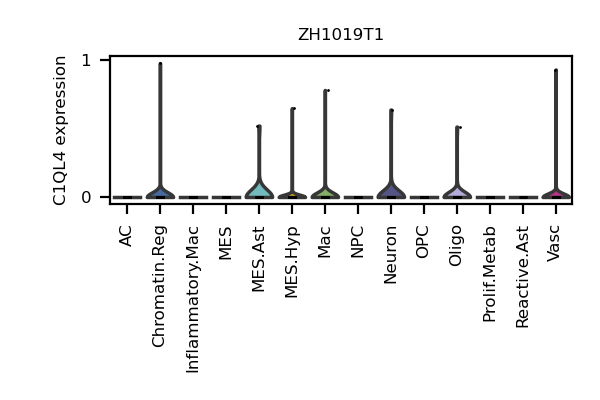 ZH1019T1
C1QL4 expression
1
0
AC
Chromatin.Reg
Inflammatory.Mac
MES
MES.Ast
MES.Hyp
Mac
NPC
Neuron
OPC
Oligo
Prolif.Metab
Reactive.Ast
Vasc